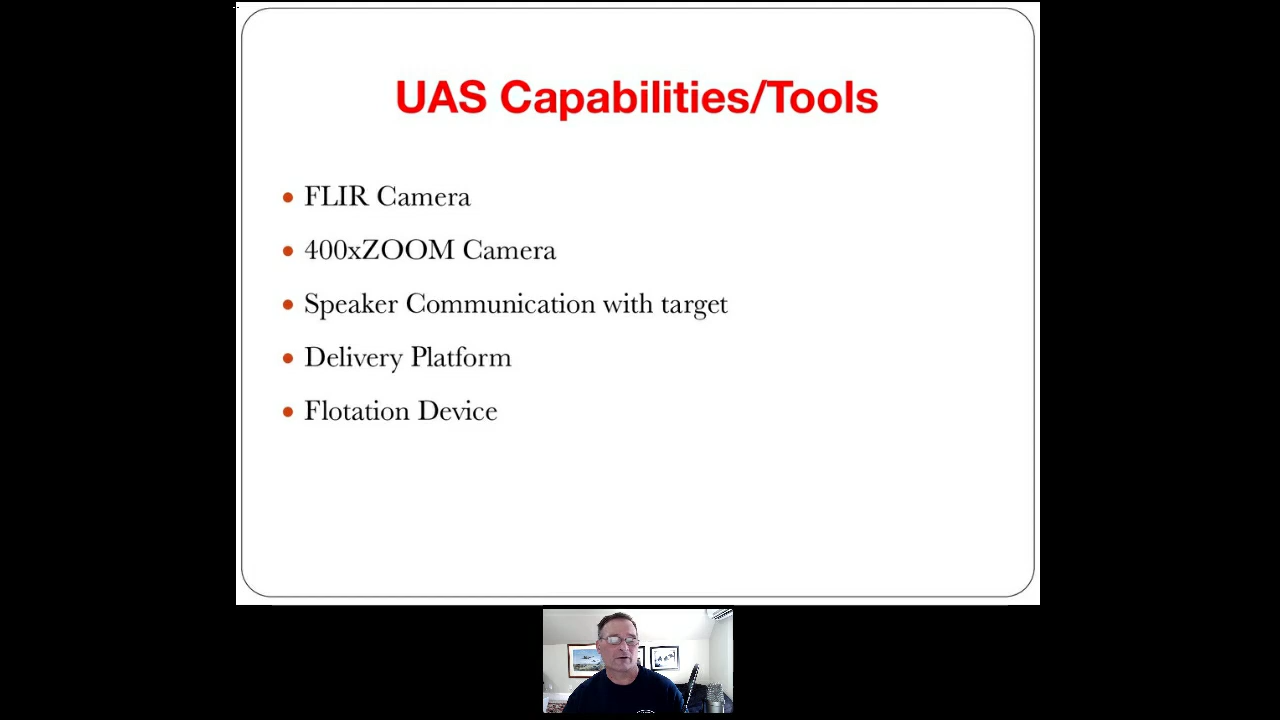 UAS Capabilities/Tools
FLIR Camera
400xZOOM Camera
Speaker Communication with target
Delivery Platform
Flotation Device